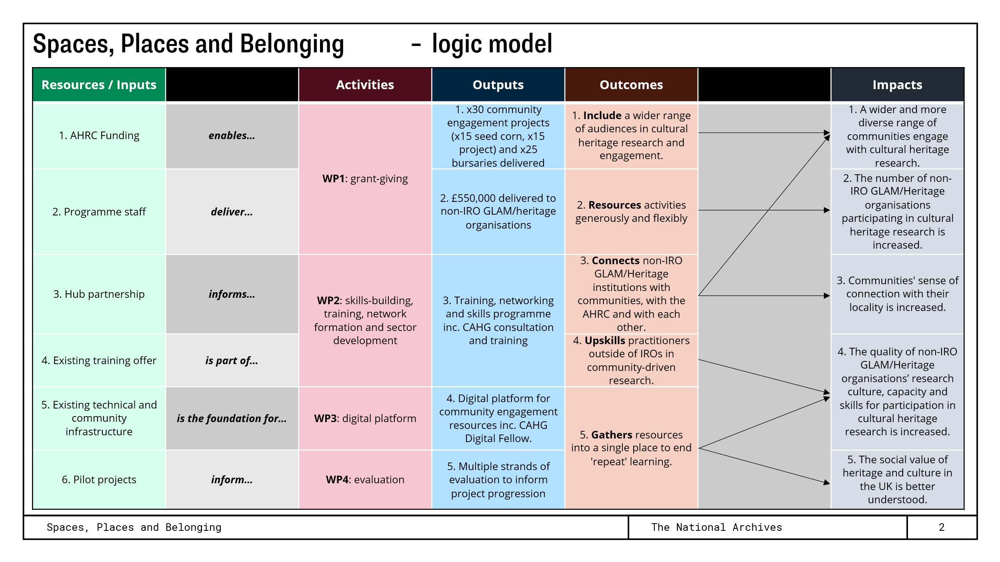 Spaces, Places and Belonging – logic model
Resources / Inputs
Activities
Outputs
Outcomes
Impacts
1. AHRC Funding
enables...
WP1: grant-giving
1. x30 community
engagement projects
(x15 seed corn, x15
project) and x25
bursaries delivered
1. Include a wider range
of audiences in cultural
heritage research and
engagement.
1. A wider and more
diverse range of
communities engage
with cultural heritage
research.
2. Programme staff
deliver...
2. £550,000 delivered to
non-IRO GLAM/heritage
organisations
2. Resources activities
generously and flexibly
2. The number of non-
IRO GLAM/Heritage
organisations
participating in cultural
heritage research is
increased.
3. Hub partnership
informs...
WP2: skills-building,
training, network
formation and sector
development
3. Training, networking
and skills programme
inc. CAHG consultation
and training
3. Connects non-IRO
GLAM/Heritage
institutions with
communities, with the
AHRC and with each
other.
3. Communities' sense of
connection with their
locality is increased.
4. Existing training offer
is part of...
4. Upskills practitioners
outside of IROs in
community-driven
research.
4. The quality of non-IRO
GLAM/Heritage
organisations’ research
culture, capacity and
skills for participation in
cultural heritage
research is increased.
5. Existing technical and
community
infrastructure
is the foundation for...
WP3: digital platform
4. Digital platform for
community engagement
resources inc. CAHG
Digital Fellow.
5. Gathers resources
into a single place to end
'repeat' learning.
6. Pilot projects
inform...
WP4: evaluation
5. Multiple strands of
evaluation to inform
project progression
5. The social value of
heritage and culture in
the UK is better
understood.
Spaces, Places and Belonging
The National Archives
2